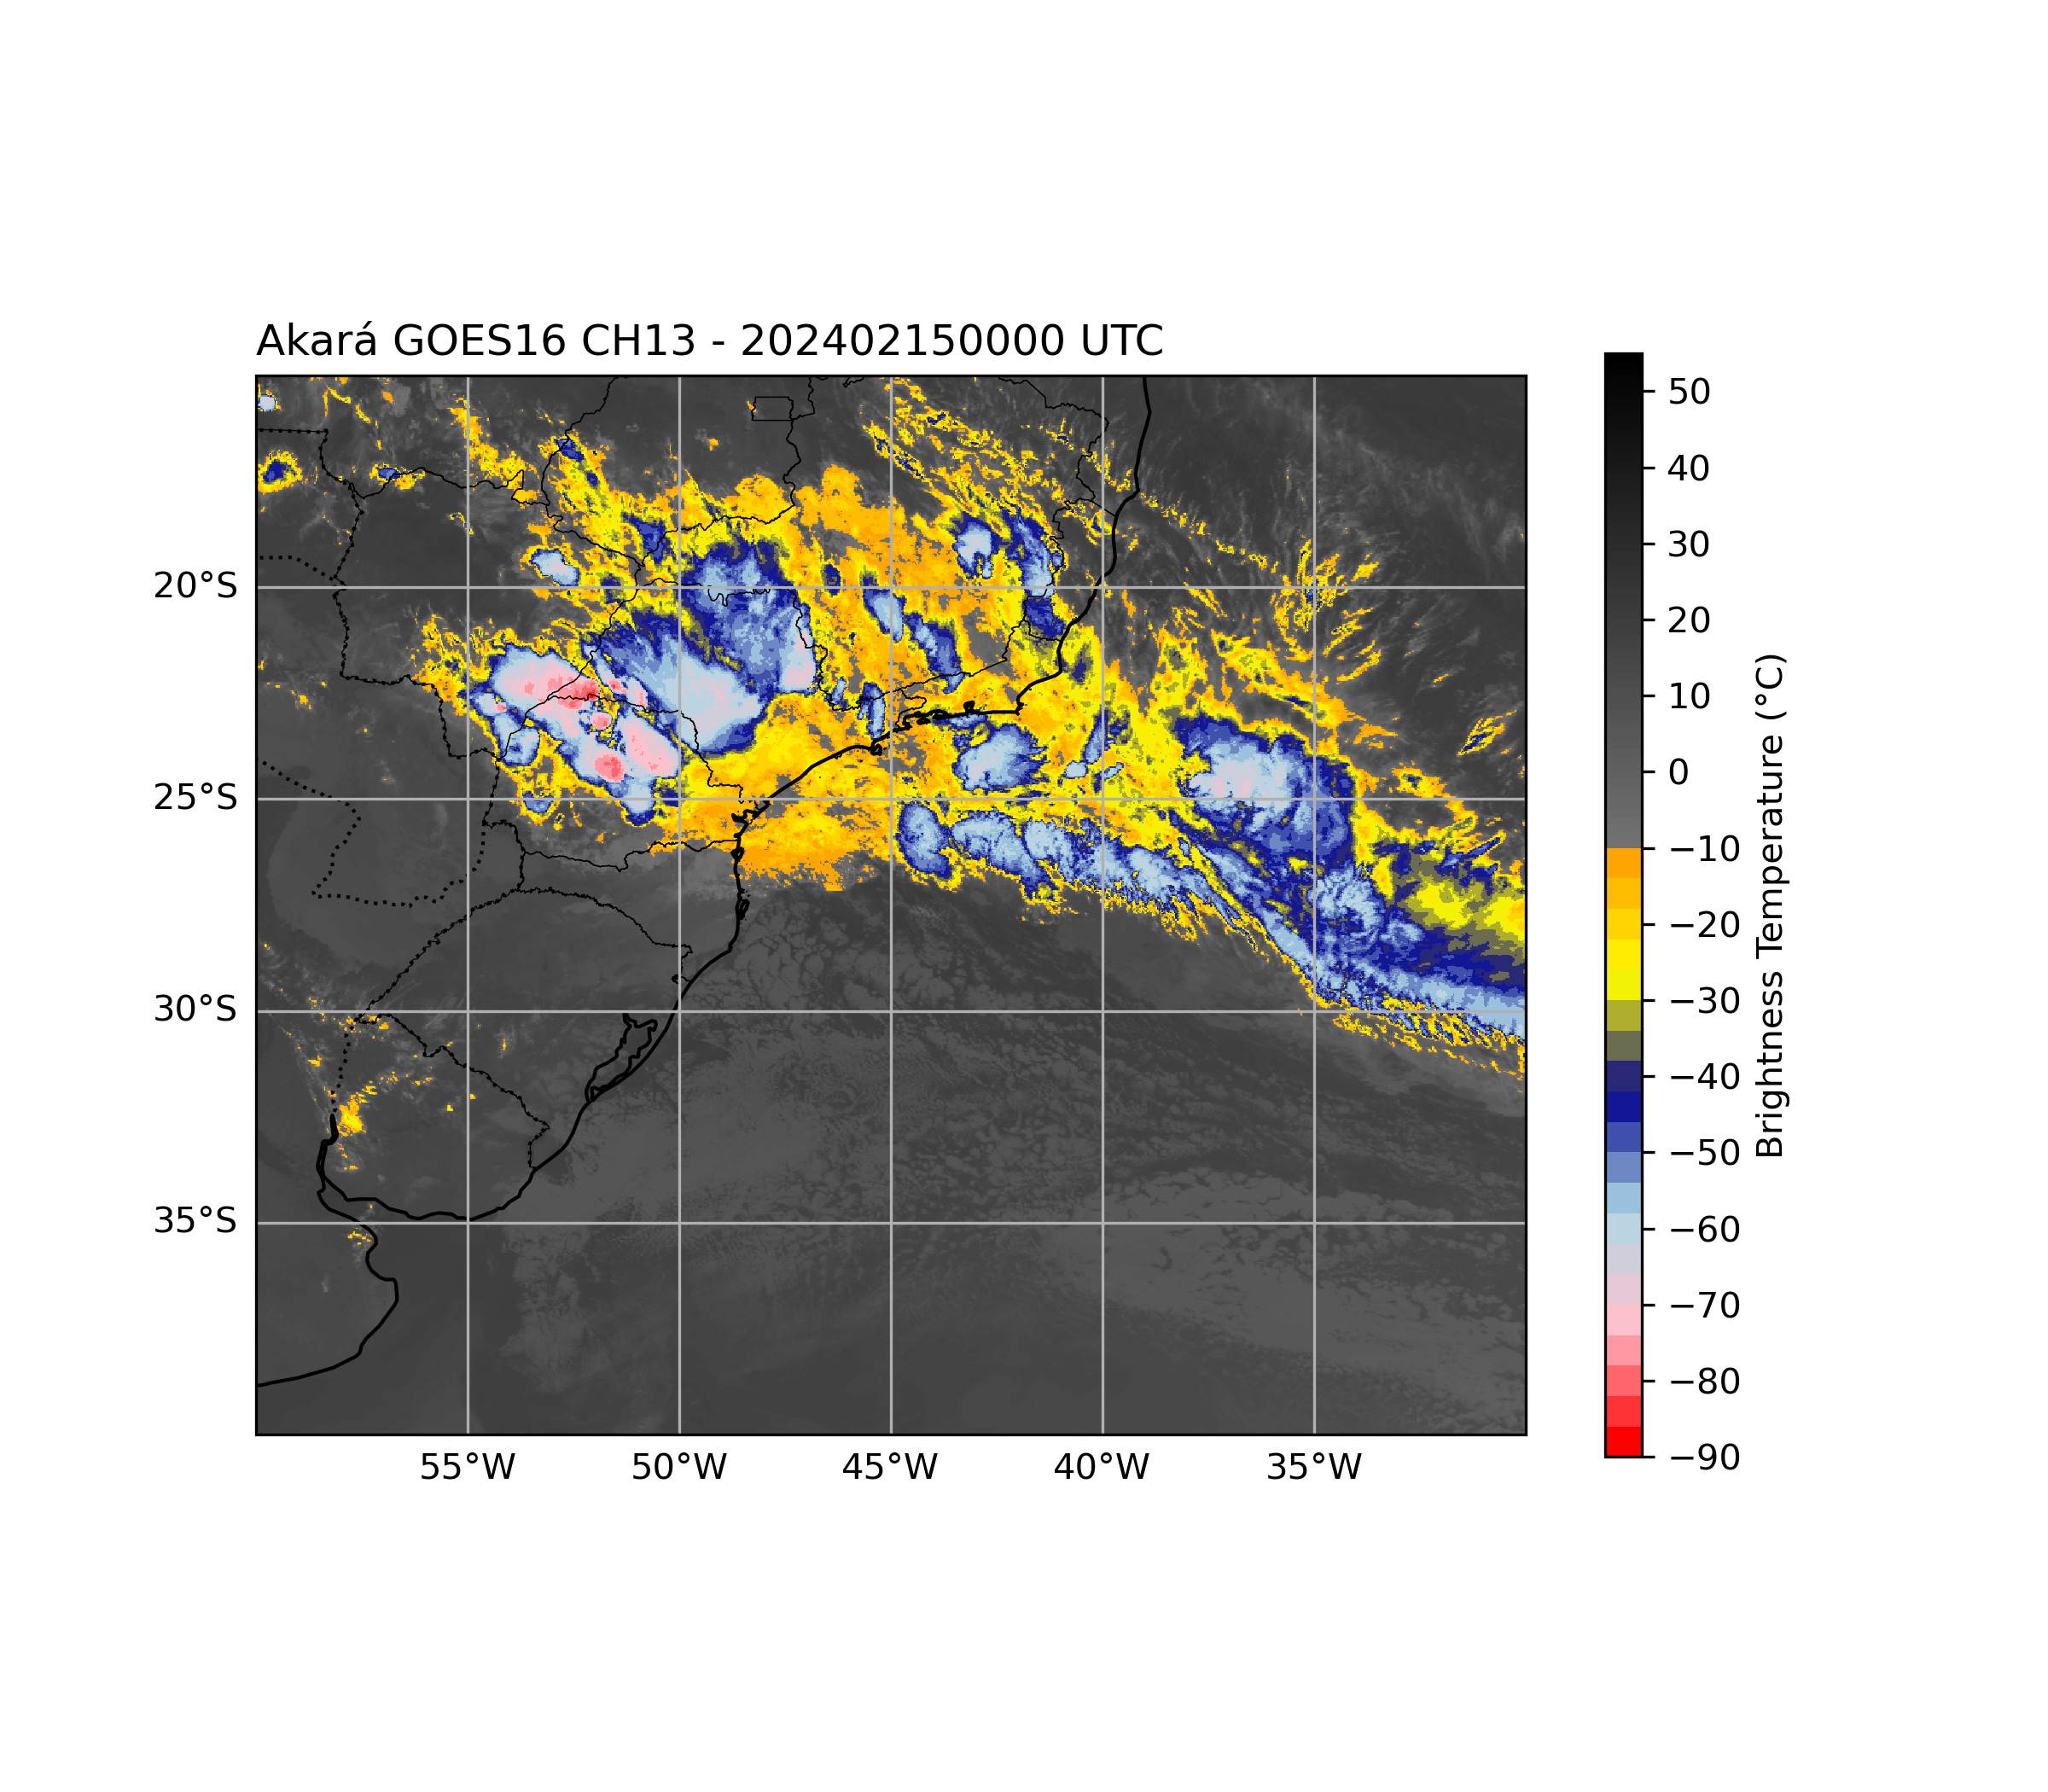 Akará GOES16 CH13 - 202402150000 UTC
20°S
25°S
30°S
35°S
55°W
50°W
45°W
40°W
35°W
50
40
30
20
10
0
−10
−20
−30
−40
−50
−60
−70
−80
−90
Brightness Temperature (°C)